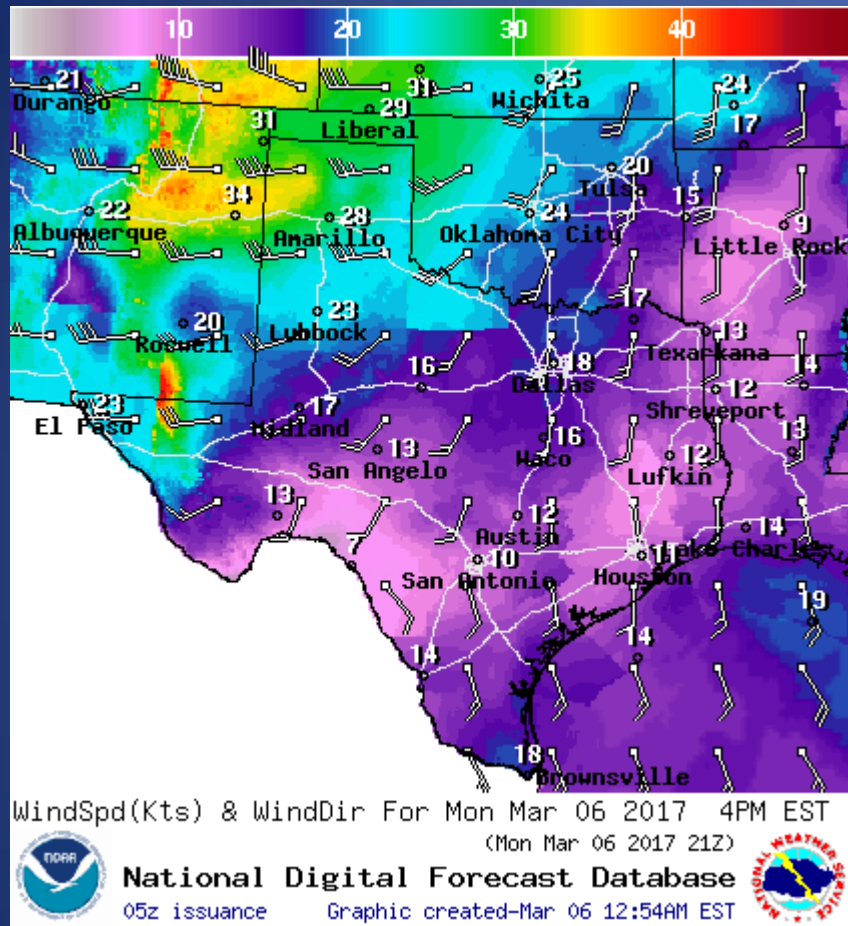 10 20 30 40
21 31 25 24
Durango Wichita
29
Liberal
31 17
20
Tulsa
34
22 28 24 15 9
Albuquerque Amarillo Oklahoma City Little Rock
20 23 17
Roswell Lubbock 13
Texarkana
16 18 14
Dallas 12
23 17 Shreveport
El Paso Midland 16 13
13 Waco 12
San Angelo Lufkin
13 12 14
Austin
7 10 11 Lake Charles
San Antonio Houston
19
14
14
18
Brownsville
WindSpd(Kts) & WindDir For Mon Mar 06 2017 4PM EST
(Mon Mar 06 2017 21Z)
NOAA
National Digital Forecast Database
NATIONAL WEATHER SERVICE
05z issuance Graphic created-Mar 06 12:54AM EST